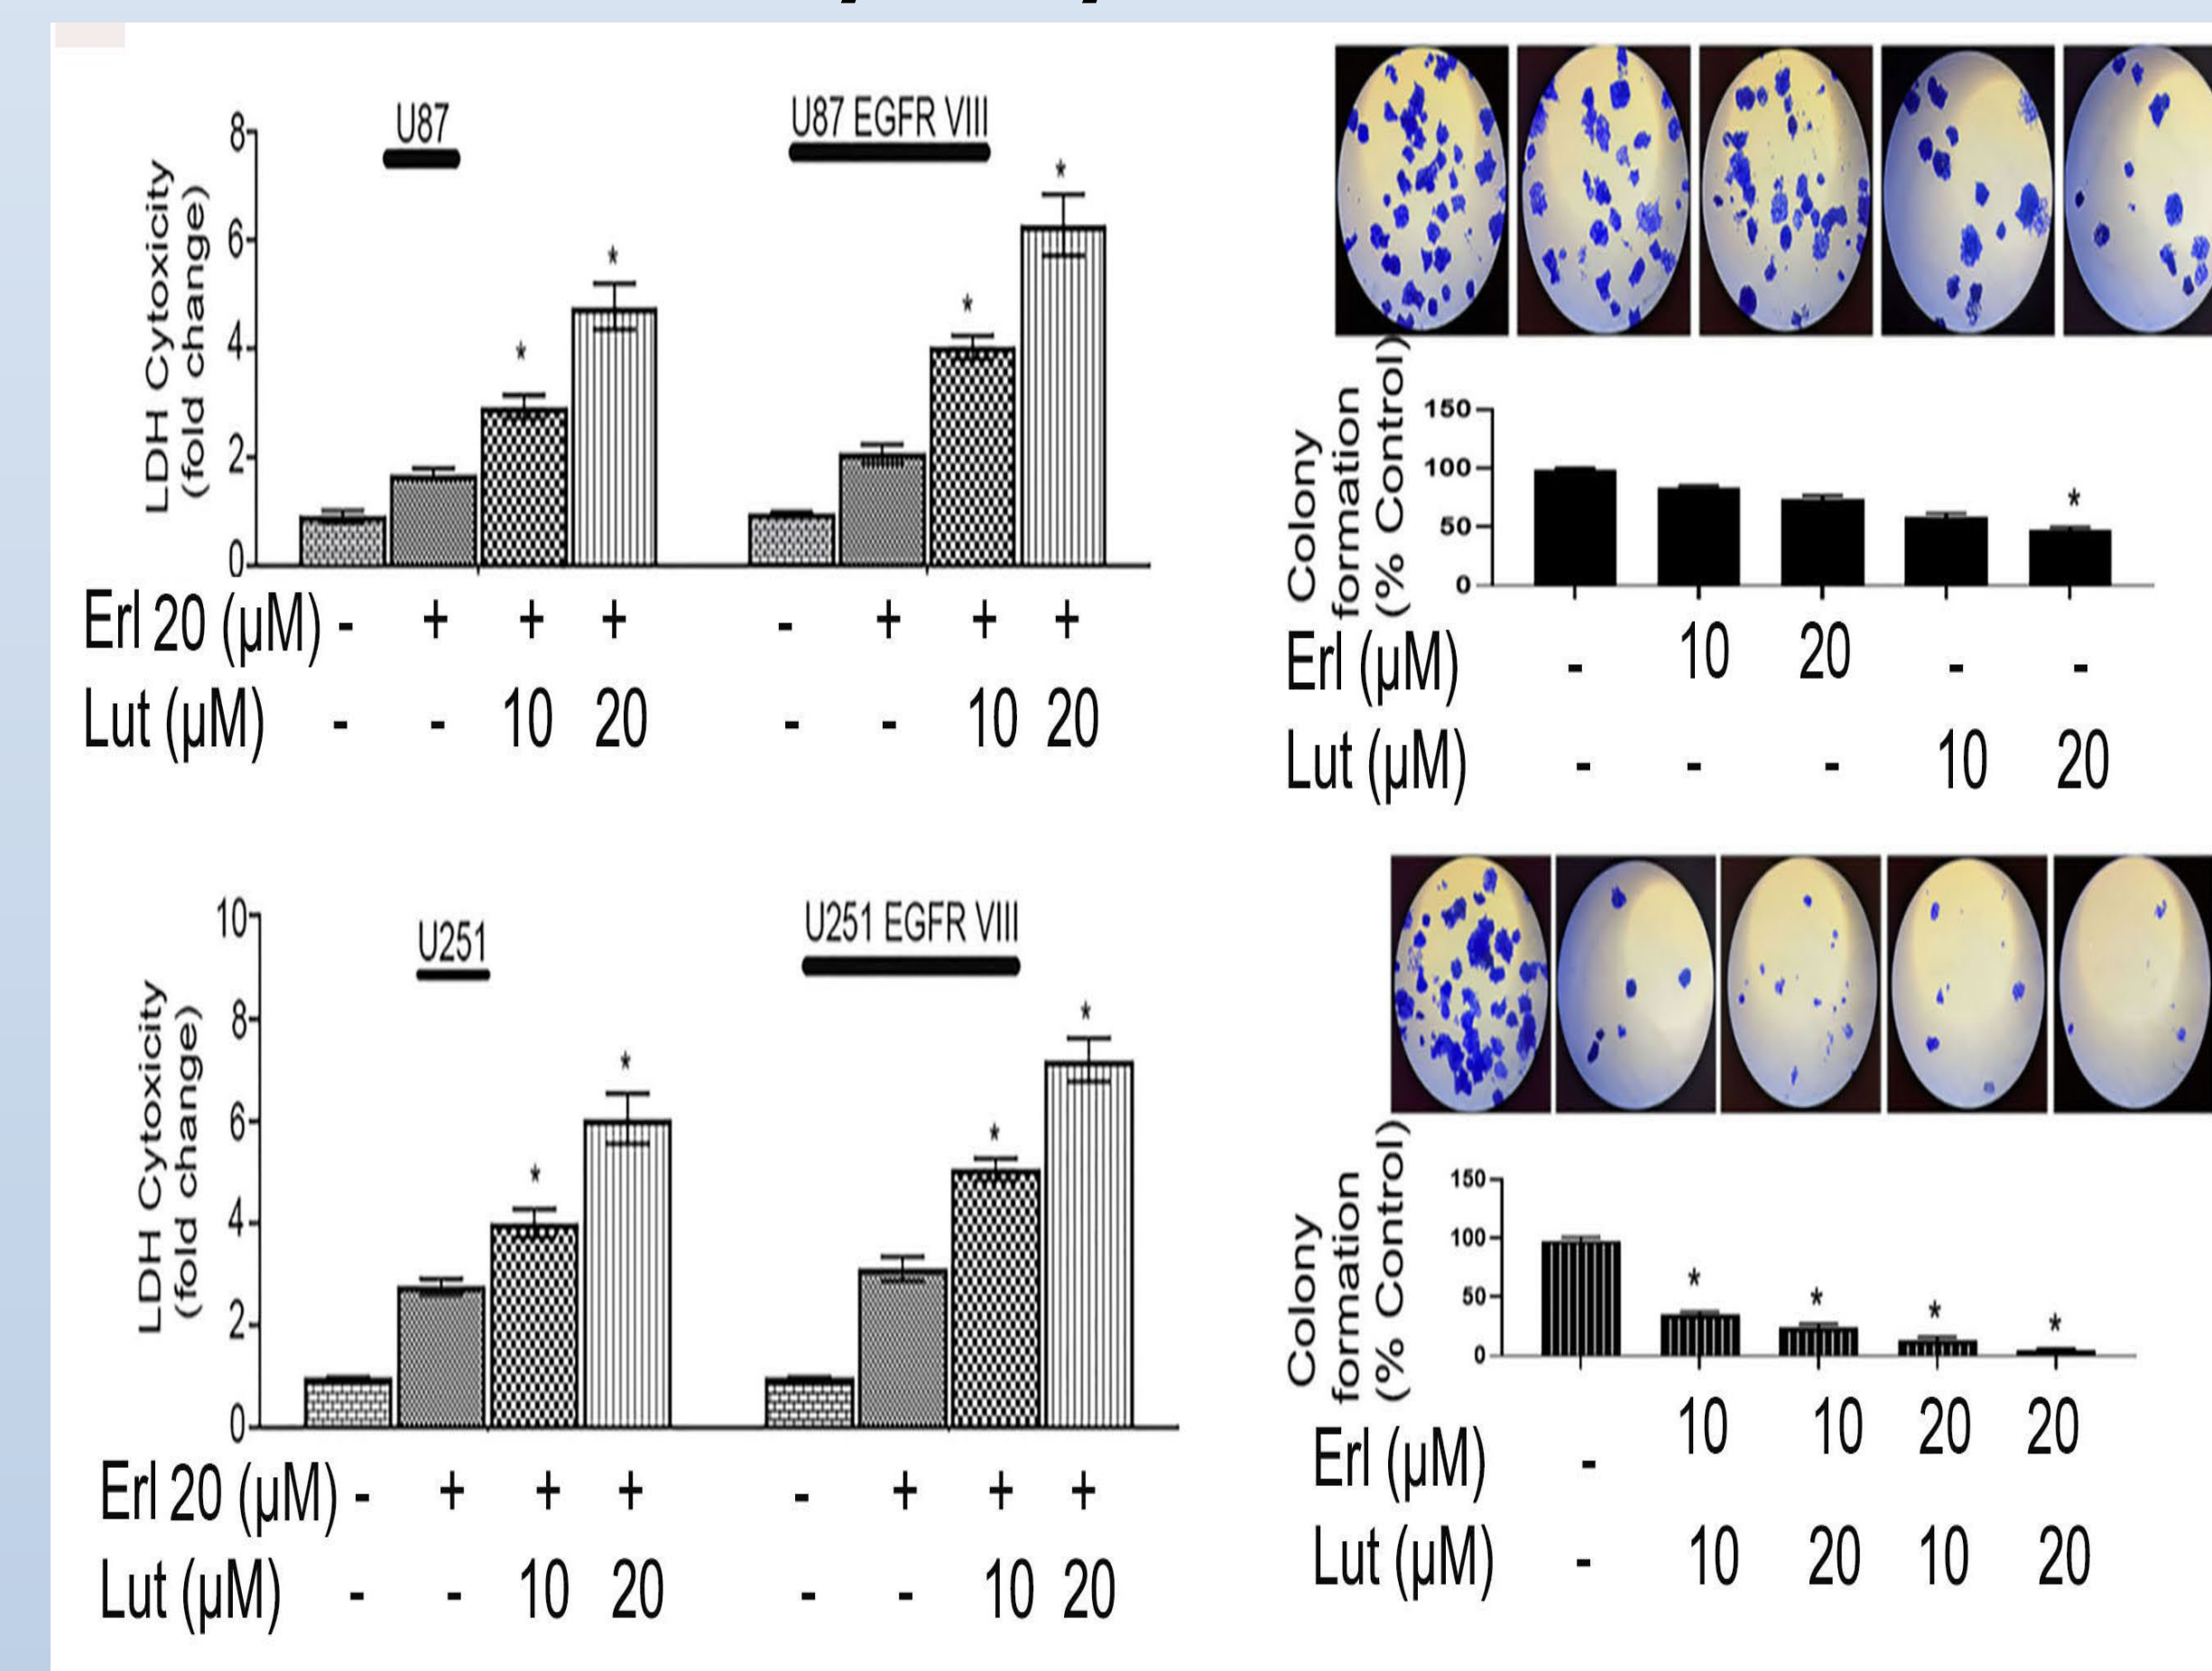 U87
U87 EGFR VIII
LDH Cytotoxicity
(fold change)
8
6
4
2
0
*
*
*
*
Erl 20 (µM) - + + + - + + +
Lut (µM) - - 10 20 - - 10 20
Colony
formation
(% Control)
150
100
50
0
*
Erl (µM) - 10 20 - -
Lut (µM) - - - 10 20
U251
U251 EGFR VIII
LDH Cytotoxicity
(fold change)
10
8
6
4
2
0
*
*
*
*
Erl 20 (µM) - + + + - + + +
Lut (µM) - - 10 20 - - 10 20
Colony
formation
(% Control)
150
100
50
0
*
*
*
*
Erl (µM) - 10 10 20 20
Lut (µM) - 10 20 10 20